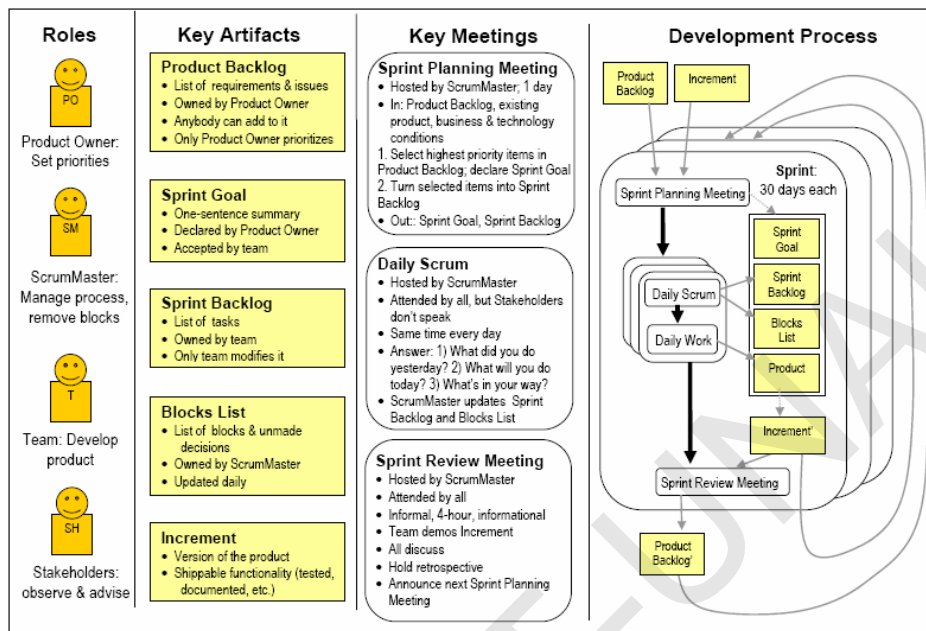 Roles
PO
Product Owner:
Set priorities
SM
ScrumMaster:
Manage process,
remove blocks
T
Team: Develop
product
SH
Stakeholders:
observe & advise
Key Artifacts
Product Backlog
• List of requirements & issues
• Owned by Product Owner
• Anybody can add to it
• Only Product Owner prioritizes
Sprint Goal
• One-sentence summary
• Declared by Product Owner
• Accepted by team
Sprint Backlog
• List of tasks
• Owned by team
• Only team modifies it
Blocks List
• List of blocks & unmade
decisions
• Owned by ScrumMaster
• Updated daily
Increment
• Version of the product
• Shippable functionality (tested,
documented, etc.)
Key Meetings
Sprint Planning Meeting
• Hosted by ScrumMaster; 1 day
• In: Product Backlog, existing
product, business & technology
conditions
1. Select highest priority items in
Product Backlog; declare Sprint Goal
2. Turn selected items into Sprint
Backlog
• Out:: Sprint Goal, Sprint Backlog
Daily Scrum
• Hosted by ScrumMaster
• Attended by all, but Stakeholders
don't speak
• Same time every day
• Answer: 1) What did you do
yesterday? 2) What will you do
today? 3) What's in your way?
• ScrumMaster updates Sprint
Backlog and Blocks List
Sprint Review Meeting
• Hosted by ScrumMaster
• Attended by all
• Informal, 4-hour, informational
• Team demos Increment
• All discuss
• Hold retrospective
• Announce next Sprint Planning
Meeting
Development Process
Product
Backlog
Increment
Sprint:
30 days each
Sprint Planning Meeting
Sprint
Goal
Sprint
Backlog
Blocks
List
Product
Daily Scrum
Daily Work
Increment'
Sprint Review Meeting
Product
Backlog'